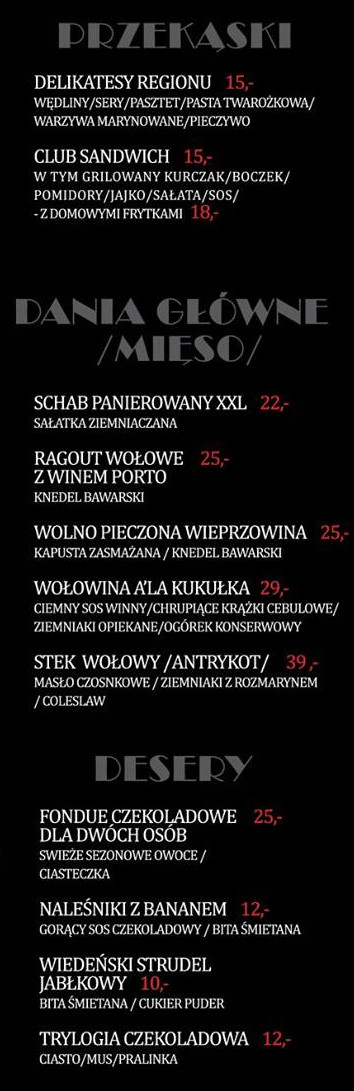 PRZEKĄSKI
DELIKATESY REGIONU 15,-
WĘDLINY/SERY/PASZTET/PASTA TWAROŻKOWA/
WARZYWA MARYNOWANE/PIECZYWO
CLUB SANDWICH 15,-
W TYM GRILOWANY KURCZAK/BOCZEK/
POMIDORY/JAJKO/SAŁATA/SOS/
- Z DOMOWYMI FRYTKAMI 18,-
DANIA GŁÓWNE
/MIĘSO/
SCHAB PANIEROWANY XXL 22,-
SAŁATKA ZIEMNIACZANA
RAGOUT WOŁOWE 25,-
Z WINEM PORTO
KNEDEL BAWARSKI
WOLNO PIECZONA WIEPRZOWINA 25,-
KAPUSTA ZASMAŻANA / KNEDEL BAWARSKI
WOŁOWINA A'LA KUKUŁKA 29,-
CIEMNY SOS WINNY/CHRUPIĄCE KRĄŻKI CEBULOWE/
ZIEMNIAKI OPIEKANE/OGÓREK KONSERWOWY
STEK WOŁOWY /ANTRYKOT/ 39,-
MASŁO CZOSNKOWE / ZIEMNIAKI Z ROZMARYNEM
/ COLESLAW
DESERY
FONDUE CZEKOLADOWE 25,-
DLA DWÓCH OSÓB
SWIEŻE SEZONOWE OWOCE /
CIASTECZKA
NALEŚNIKI Z BANANEM 12,-
GORĄCY SOS CZEKOLADOWY / BITA ŚMIETANA
WIEDEŃSKI STRUDEL
JABŁKOWY 10,-
BITA ŚMIETANA / CUKIER PUDER
TRYLOGIA CZEKOLADOWA 12,-
CIASTO/MUS/PRALINKA